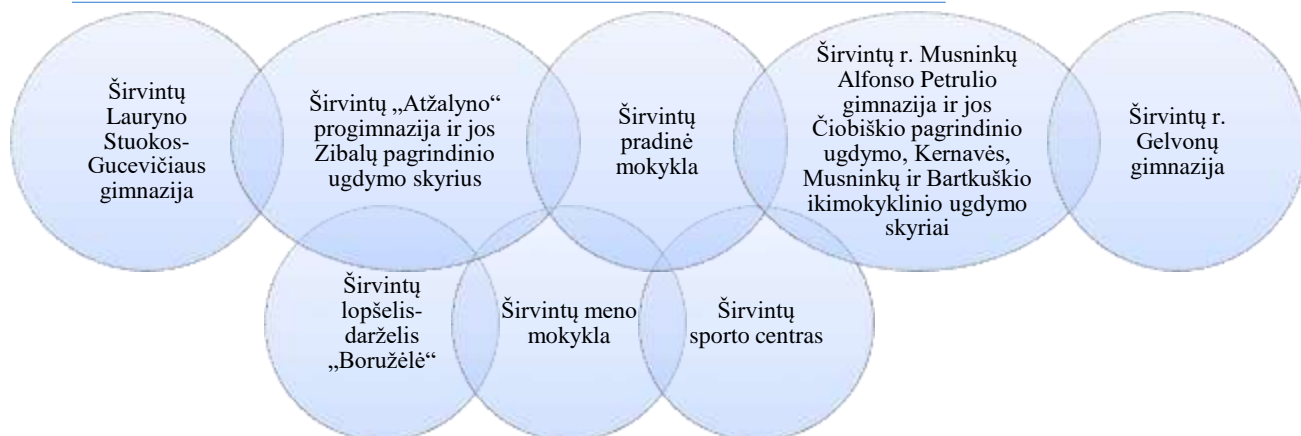 Širvintų
Lauryno
Stuokos-
Gucevičiaus
gimnazija
Širvintų „Atžalyno“
progimnazija ir jos
Zibalų pagrindinio
ugdymo skyrius
Širvintų
pradinė
mokykla
Širvintų r. Musninkų
Alfonso Petrulio
gimnazija ir jos
Čiobiškio pagrindinio
ugdymo, Kernavės,
Musninkų ir Bartkuškio
ikimokyklinio ugdymo
skyriai
Širvintų r.
Gelvonų
gimnazija
Širvintų
lopšelis-
darželis
„Boružėlė“
Širvintų meno
mokykla
Širvintų
sporto centras